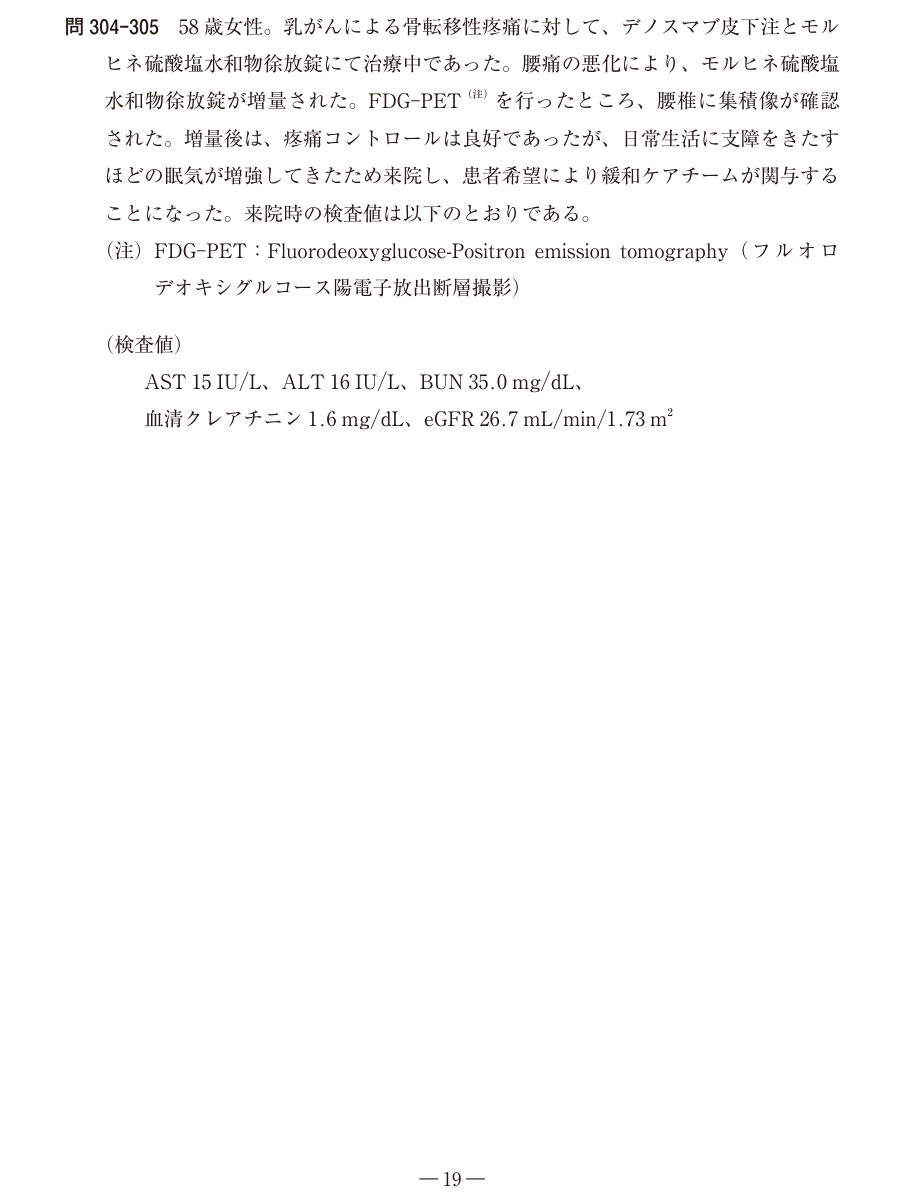 問 304-305 58 歳女性。乳がんによる骨転移性疼痛に対して、デノスマブ皮下注とモル
ヒネ硫酸塩水和物徐放錠にて治療中であった。腰痛の悪化により、モルヒネ硫酸塩
水和物徐放錠が増量された。FDG-PET（注）を行ったところ、腰椎に集積像が確認
された。増量後は、疼痛コントロールは良好であったが、日常生活に支障をきたす
ほどの眠気が増強してきたため来院し、患者希望により緩和ケアチームが関与する
ことになった。来院時の検査値は以下のとおりである。
（注）FDG-PET：Fluorodeoxyglucose-Positron emission tomography（フルオロ
デオキシグルコース陽電子放出断層撮影）
（検査値）
AST 15 IU/L、ALT 16 IU/L、BUN 35.0 mg/dL、
血清クレアチニン 1.6 mg/dL、eGFR 26.7 mL/min/1.73 m²
— 19 —